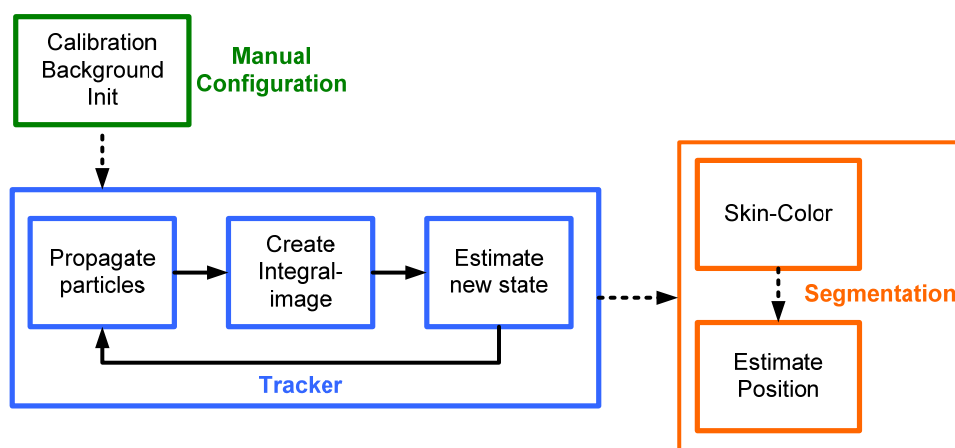 Calibration
Background
Init
Manual
Configuration
Propagate
particles
Create
Integral-
image
Estimate
new state
Tracker
Skin-Color
Segmentation
Estimate
Position